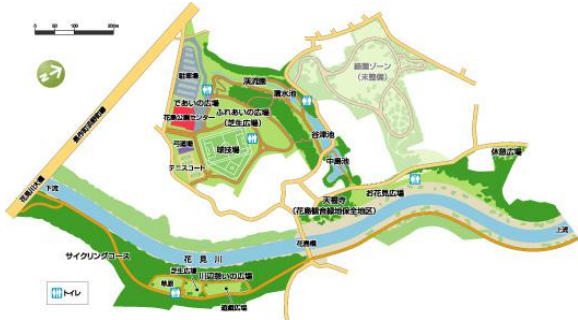 0 50 100 200m
N
緑園ゾーン
(未整備)
駐車場
渓流園
湧水池
であいの広場
花島公園センター
ふれあいの広場
(芝生広場)
谷津池
弓道場
球技場
テニスコート
中島池
休憩広場
お花見広場
天福寺
(花島観音緑地保全地区)
花見川大橋
下流
上流
花島橋
花見川
サイクリングコース
芝生広場
川辺憩いの広場
草原
遊戯広場
トイレ